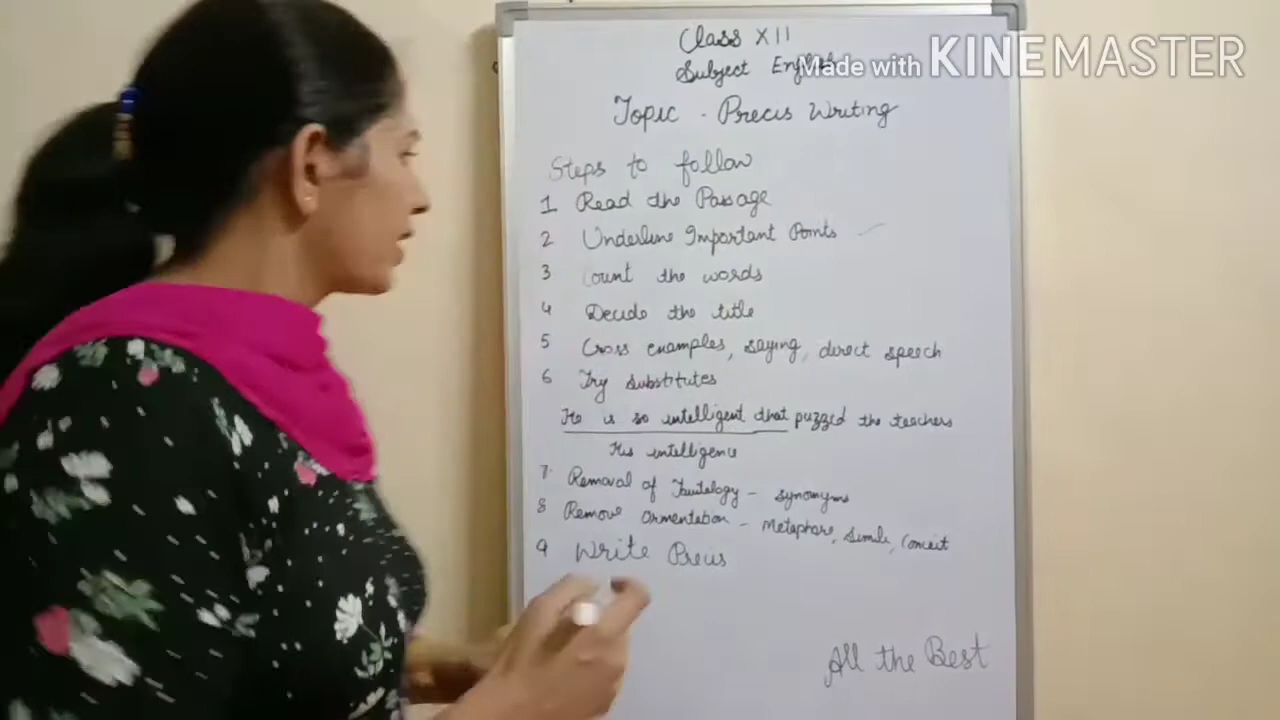 Class XII
Subject English
Made with KINEMASTER
Topic - Precis Writing
Steps to follow
1 Read the Passage
2 Underline Important Points
3 Count the words
4 Decide the title
5 Cross examples, saying, direct speech
6 Try substitutes
He is so intelligent that puzzed the teachers
His intelligence
7 Removal of Tautology - synonyms
8 Remove Ormentation - Metaphore, Simile, Conceit
9 Write Precis
All the Best